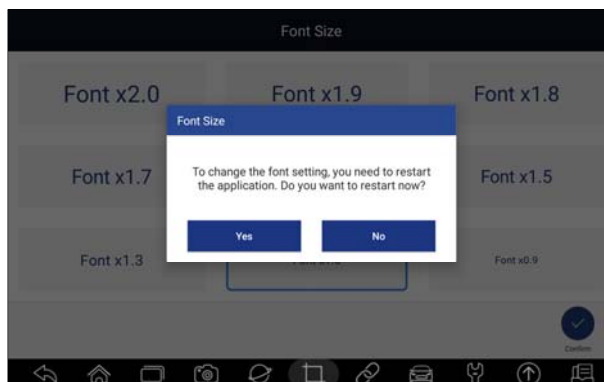 Font Size
Font x2.0
Font x1.9
Font x1.8
Font Size
Font x1.7
To change the font setting, you need to restart
the application. Do you want to restart now?
Font x1.5
Yes
No
Font x1.3
Font x0.9
Confirm